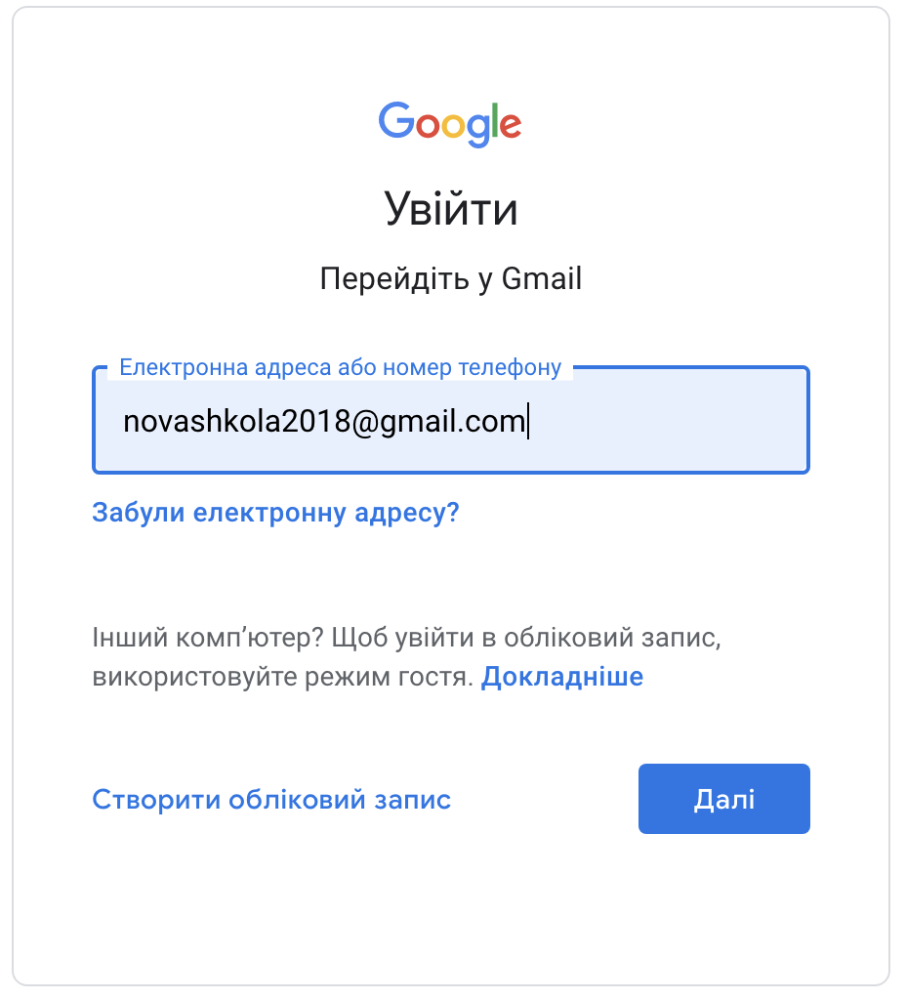 Google
Увійти
Перейдіть у Gmail
Електронна адреса або номер телефону
novashkola2018@gmail.com
Забули електронну адресу?
Інший комп’ютер? Щоб увійти в обліковий запис,
використовуйте режим гостя. Докладніше
Створити обліковий запис
Далі